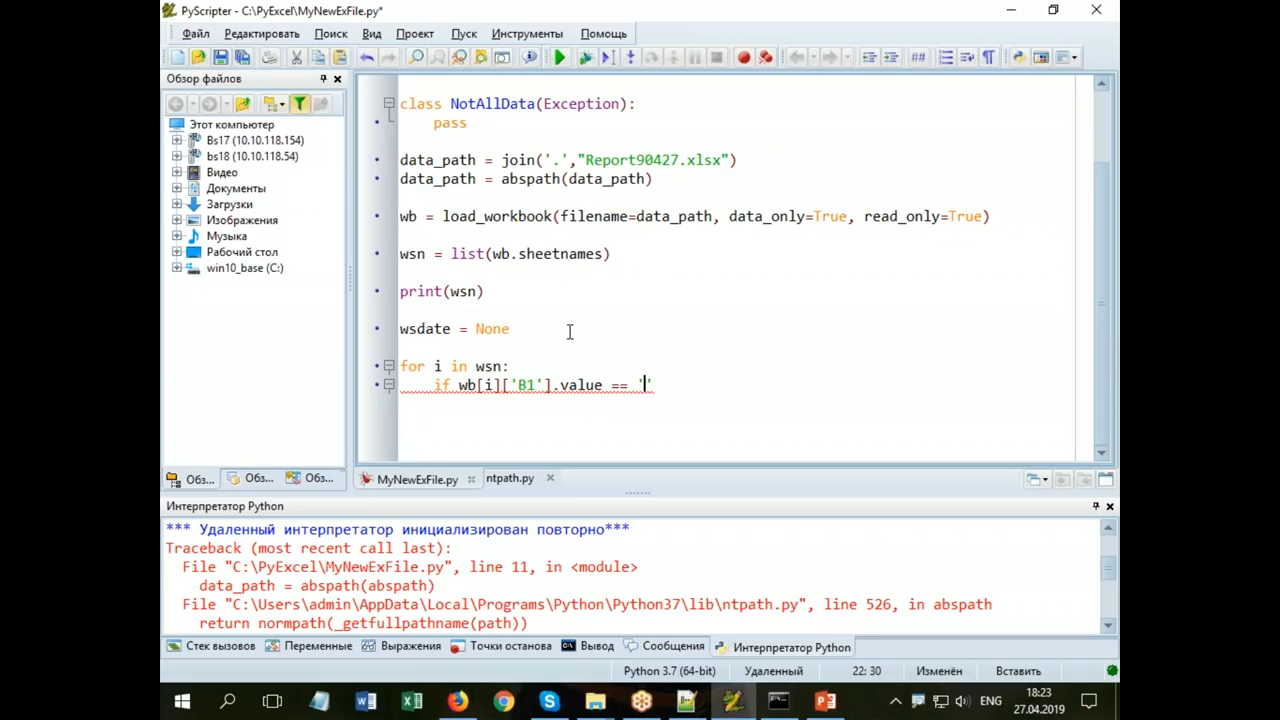 PyScripter - C:\PyExcel\MyNewExFile.py*
Файл Редактировать Поиск Вид Проект Пуск Инструменты Помощь
Обзор файлов
Этот компьютер
Bs17 (10.10.118.154)
bs18 (10.10.118.54)
Видео
Документы
Загрузки
Изображения
Музыка
Рабочий стол
win10_base (C:)
Обз... Обз... Обз...
class NotAllData(Exception):
pass
data_path = join('.',"Report90427.xlsx")
data_path = abspath(data_path)
wb = load_workbook(filename=data_path, data_only=True, read_only=True)
wsn = list(wb.sheetnames)
print(wsn)
wsdate = None
for i in wsn:
if wb[i]['B1'].value == ''
MyNewExFile.py ntpath.py
Интерпретатор Python
*** Удаленный интерпретатор инициализирован повторно***
Traceback (most recent call last):
File "C:\PyExcel\MyNewExFile.py", line 11, in <module>
data_path = abspath(abspath)
File "C:\Users\admin\AppData\Local\Programs\Python\Python37\lib\ntpath.py", line 526, in abspath
return normpath(_getfullpathname(path))
Стек вызовов Переменные Выражения Точки останова Вывод Сообщения Интерпретатор Python
Python 3.7 (64-bit) Удаленный 22: 30 Изменён Вставить
ENG
18:23
27.04.2019